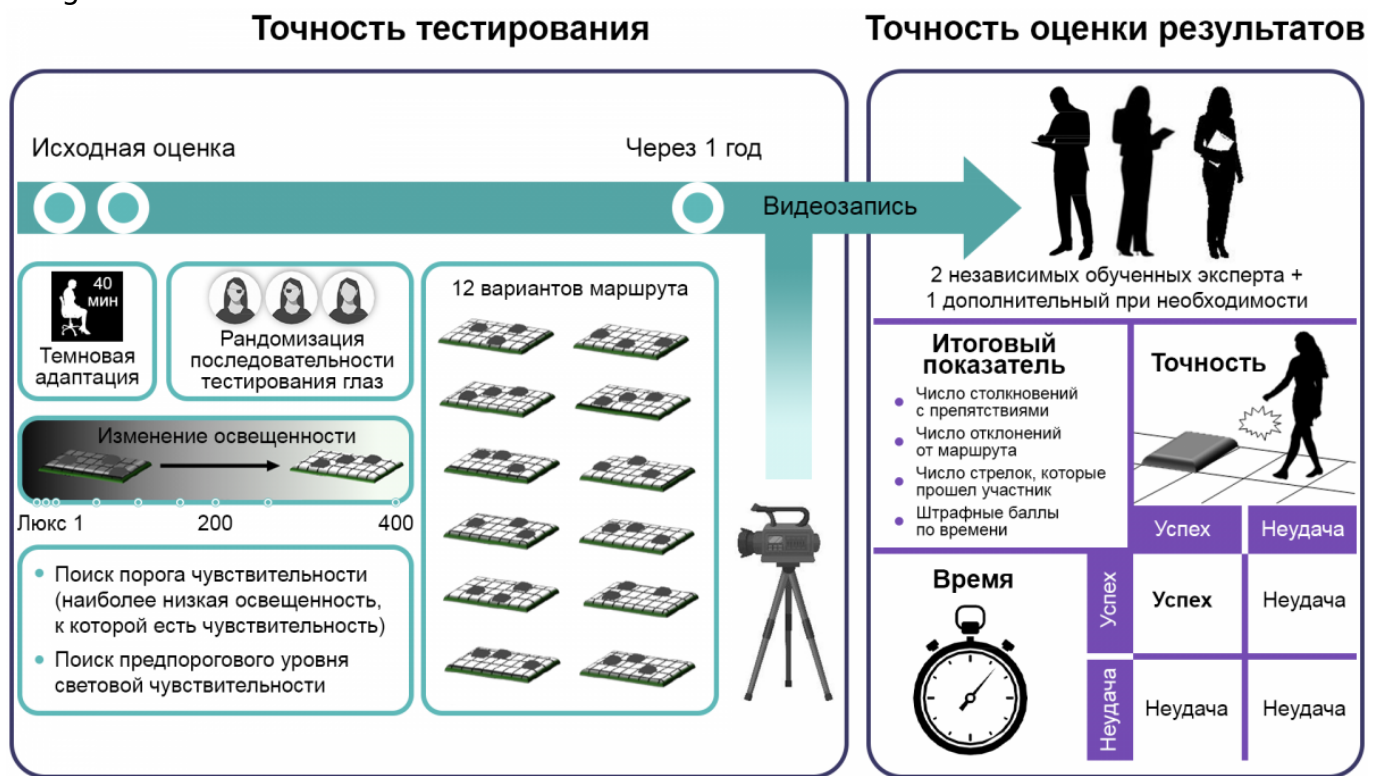 Точность тестирования
Точность оценки результатов
Исходная оценка
Через 1 год
Видеозапись
40
мин
Темновая
адаптация
Рандомизация
последовательности
тестирования глаз
12 вариантов маршрута
Изменение освещенности
Люкс 1
200
400
Поиск порога чувствительности
(наиболее низкая освещенность,
к которой есть чувствительность)
Поиск предпорогового уровня
световой чувствительности
2 независимых обученных эксперта +
1 дополнительный при необходимости
Итоговый
показатель
Число столкновений
с препятствиями
Число отклонений
от маршрута
Число стрелок, которые
прошел участник
Штрафные баллы
по времени
Точность
Успех
Неудача
Время
Успех
Успех
Неудача
Неудача
Неудача
Неудача